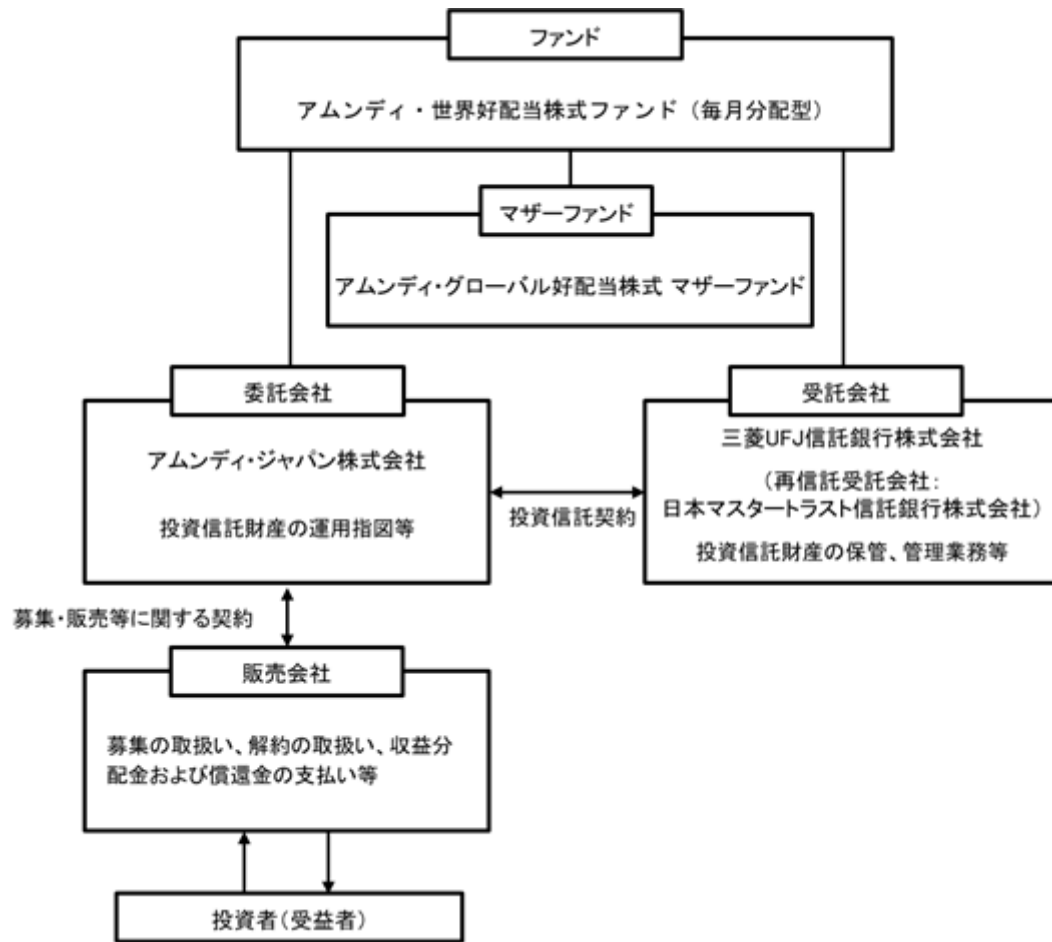 ファンド
アムンディ・世界好配当株式ファンド（毎月分配型）
マザーファンド
アムンディ・グローバル好配当株式 マザーファンド
委託会社
アムンディ・ジャパン株式会社
投資信託財産の運用指図等
投資信託契約
受託会社
三菱UFJ信託銀行株式会社
（再信託受託会社：
日本マスタートラスト信託銀行株式会社）
投資信託財産の保管、管理業務等
募集・販売等に関する契約
販売会社
募集の取扱い、解約の取扱い、収益分
配金および償還金の支払い等
投資者（受益者）